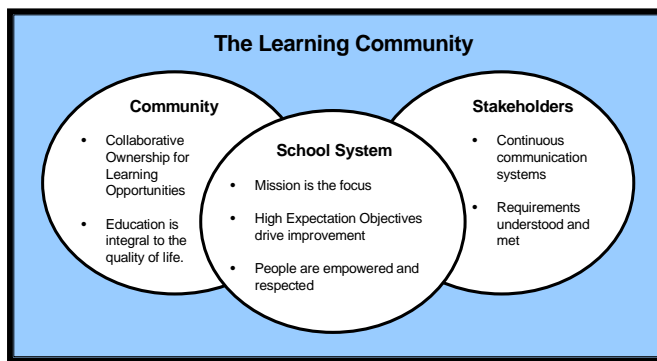 The Learning Community
Community
• Collaborative
Ownership for
Learning
Opportunities
• Education is
integral to the
quality of life.
School System
• Mission is the focus
• High Expectation Objectives
drive improvement
• People are empowered and
respected
Stakeholders
• Continuous
communication
systems
• Requirements
understood and
met